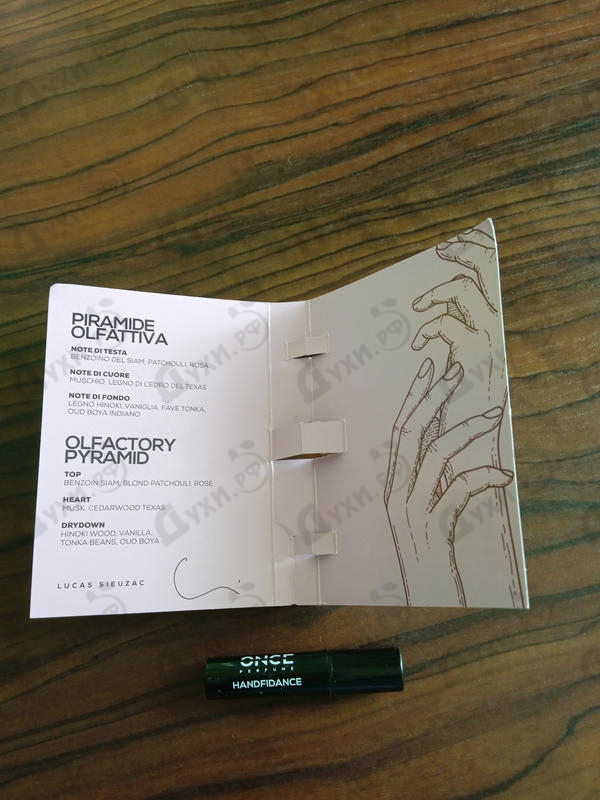 PIRAMIDE
OLFATTIVA
NOTE DI TESTA
BENZOINO DEL SIAM, PATCHOULI, ROSA
NOTE DI CUORE
MUSCHIO, LEGNO DI CEDRO DEL TEXAS
NOTE DI FONDO
LEGNO HINOKI, VANIGLIA, FAVE TONKA,
OUD BOYA INDIANO
OLFACTORY
PYRAMID
TOP
BENZOIN SIAM, BLOND PATCHOULI, ROSE
HEART
MUSK, CEDARWOOD TEXAS
DRYDOWN
HINOKI WOOD, VANILLA,
TONKA BEANS, OUD BOYA
LUCAS SIEUZAC
ONCE
PERFUME
HANDFIDANCE
Духи.рф